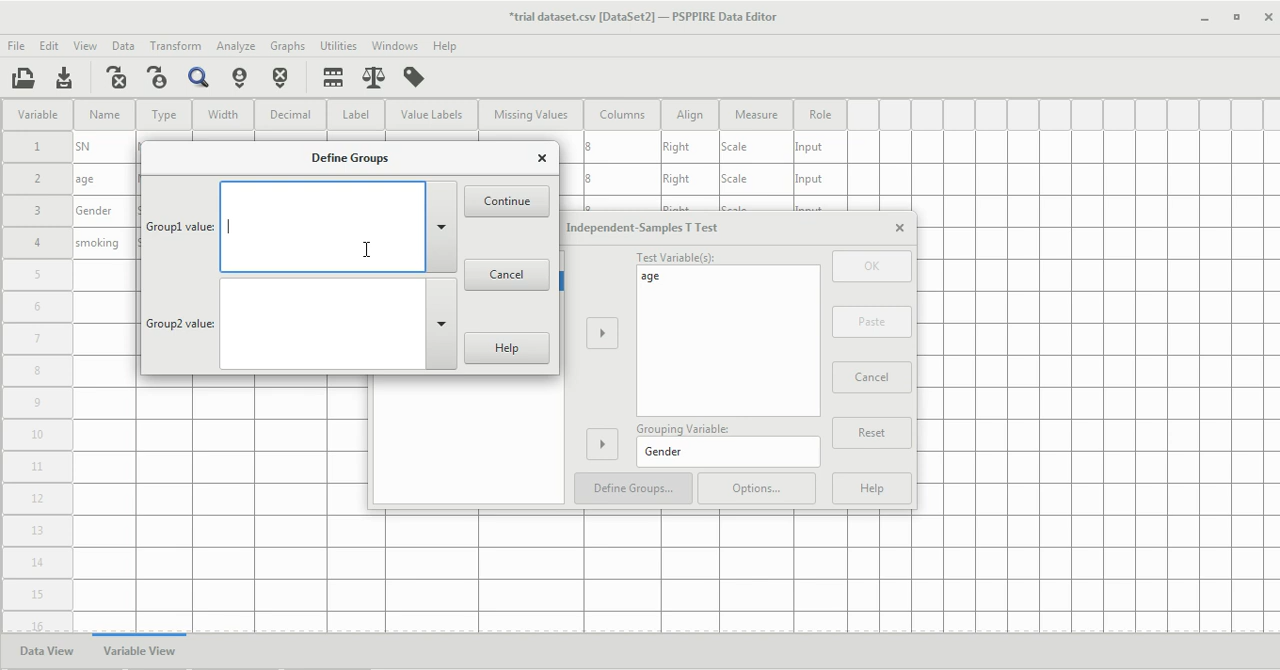 *trial dataset.csv [DataSet2] — PSPPIRE Data Editor
File Edit View Data Transform Analyze Graphs Utilities Windows Help
Variable Name Type Width Decimal Label Value Labels Missing Values Columns Align Measure Role
1 SN 8 Right Scale Input
2 age 8 Right Scale Input
3 Gender Right Scale Input
4 smoking
5
6
7
8
9
10
11
12
13
14
15
16
Define Groups
Group1 value:
Group2 value:
Continue
Cancel
Help
Independent-Samples T Test
Test Variable(s):
age
Grouping Variable:
Gender
Define Groups... Options...
OK
Paste
Cancel
Reset
Help
Data View Variable View